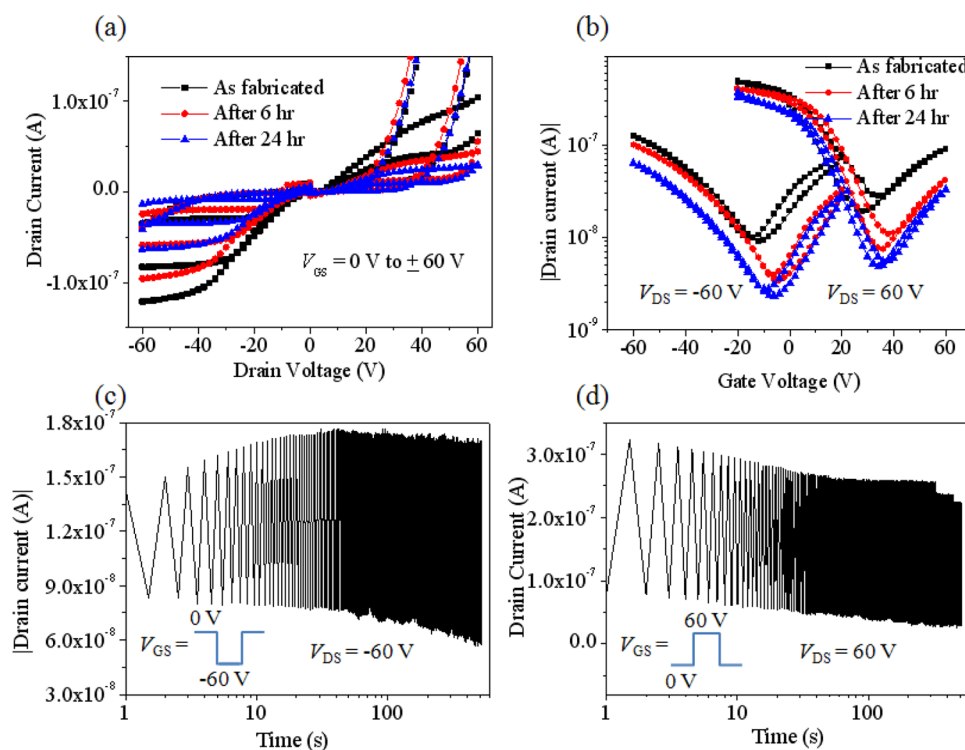 (a)
As fabricated
After 6 hr
After 24 hr
1.0x10⁻⁷
0.0
-1.0x10⁻⁷
Drain Current (A)
V_GS = 0 V to ± 60 V
-60 -40 -20 0 20 40 60
Drain Voltage (V)
(b)
As fabricated
After 6 hr
After 24 hr
10⁻⁷
10⁻⁸
10⁻⁹
|Drain current (A)|
V_DS = -60 V
V_DS = 60 V
-60 -40 -20 0 20 40 60
Gate Voltage (V)
(c)
1.8x10⁻⁷
1.5x10⁻⁷
1.2x10⁻⁷
9.0x10⁻⁸
6.0x10⁻⁸
3.0x10⁻⁸
|Drain current (A)|
0 V
V_GS =
-60 V
V_DS = -60 V
1 10 100
Time (s)
(d)
3.0x10⁻⁷
2.0x10⁻⁷
1.0x10⁻⁷
0.0
Drain Current (A)
60 V
V_GS =
0 V
V_DS = 60 V
1 10 100
Time (s)